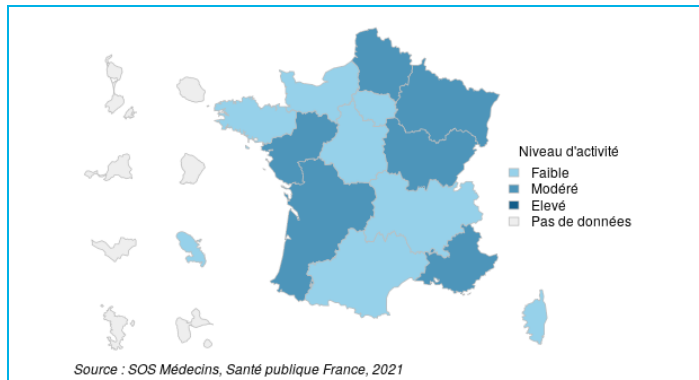 Niveau d'activité
Faible
Modéré
Elevé
Pas de données
Source : SOS Médecins, Santé publique France, 2021